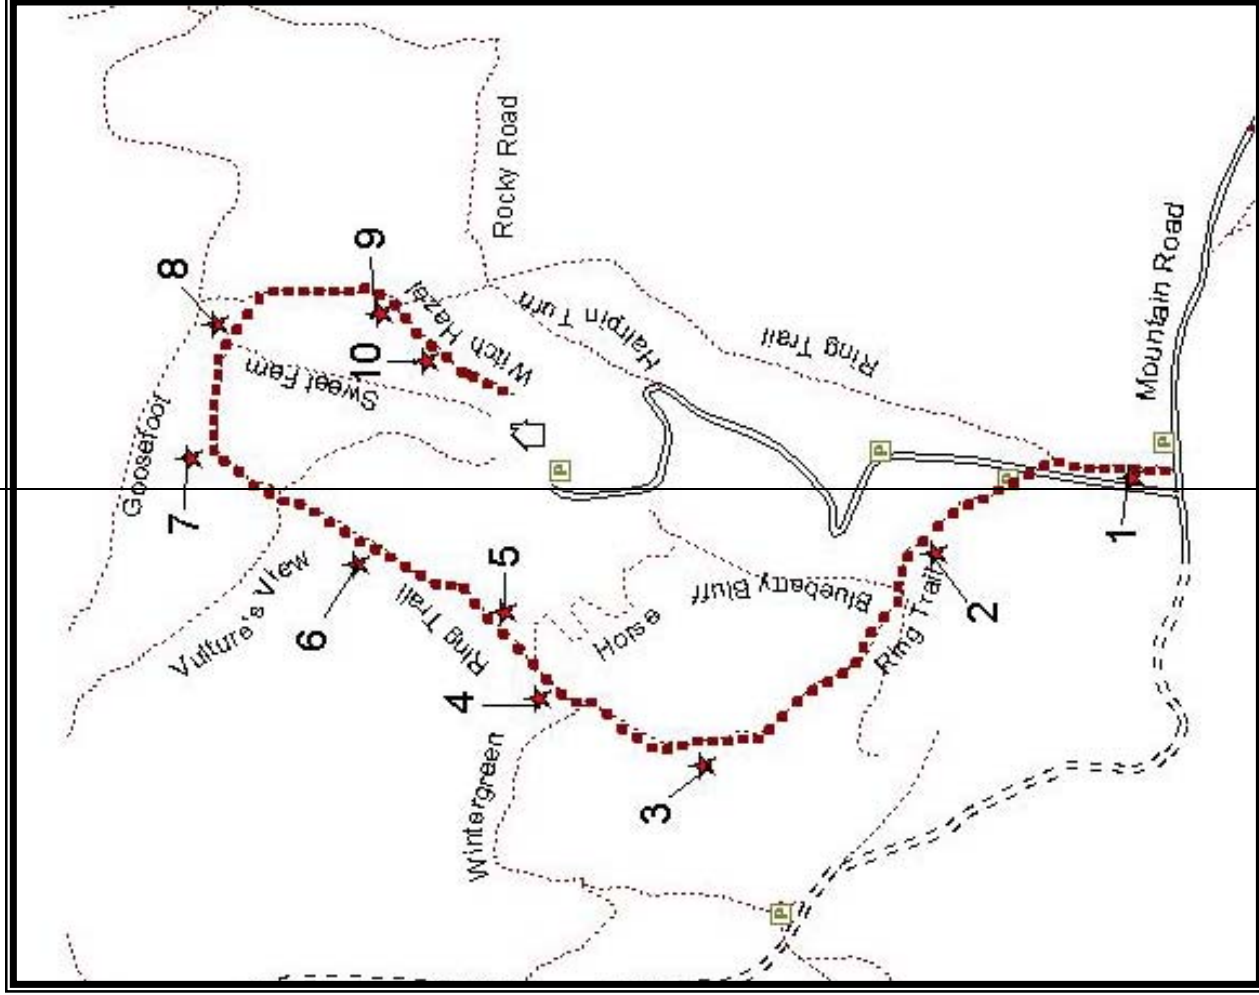 Goosefoot
8
9
Rocky Road
10
Witch Hazel
Sweet Fern
Hairpin Turn
7
Vulture's View
6
Ring Trail
5
Ring Trail
4
Horse
Blueberry Bluff
Wintergreen
Ring Trail
2
3
1
Mountain Road
P
P
P
P
P